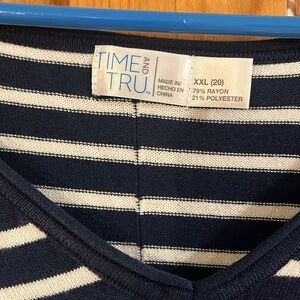 TIME AND TRU.
MADE IN/
HECHO EN
CHINA
XXL (20)
79% RAYON
21% POLYESTER